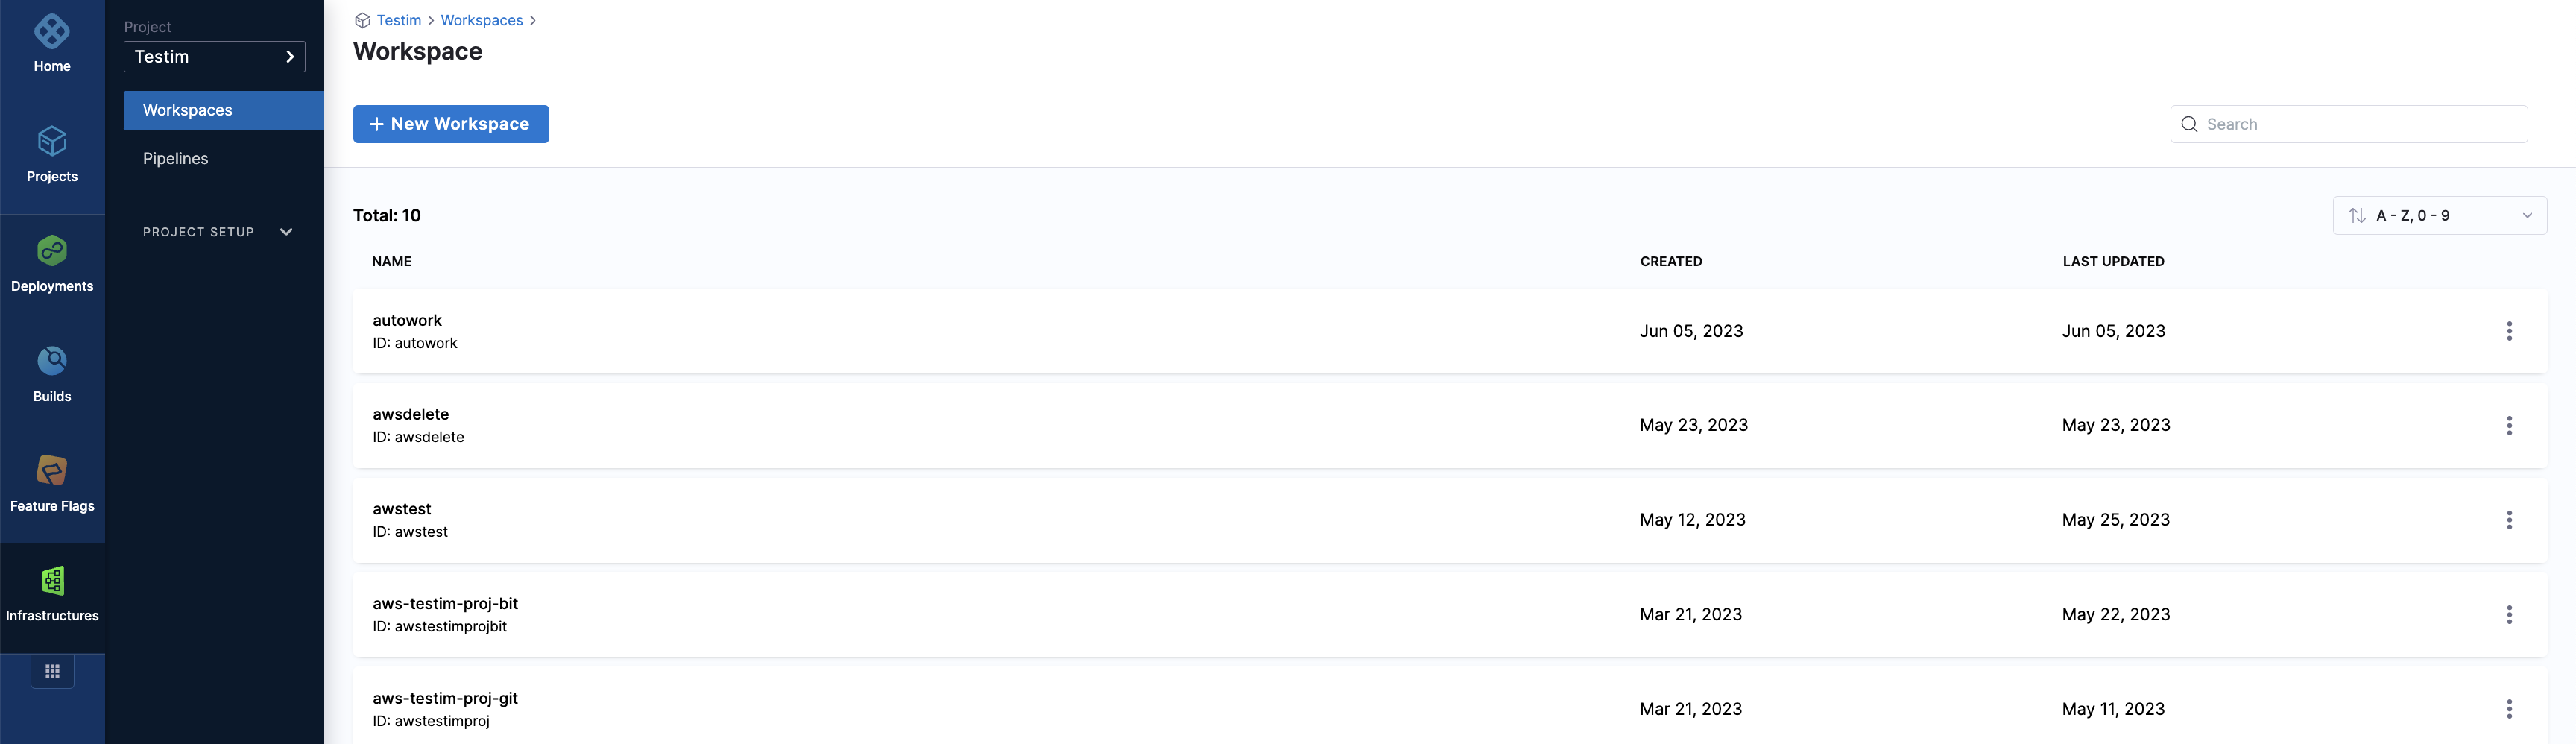 Home
Projects
Deployments
Builds
Feature Flags
Infrastructures
Project
Testim
Workspaces
Pipelines
PROJECT SETUP
Testim > Workspaces >
Workspace
+ New Workspace
Search
Total: 10
A - Z, 0 - 9
NAME CREATED LAST UPDATED
autowork
ID: autowork
Jun 05, 2023 Jun 05, 2023
awsdelete
ID: awsdelete
May 23, 2023 May 23, 2023
awstest
ID: awstest
May 12, 2023 May 25, 2023
aws-testim-proj-bit
ID: awstestimprojbit
Mar 21, 2023 May 22, 2023
aws-testim-proj-git
ID: awstestimproj
Mar 21, 2023 May 11, 2023